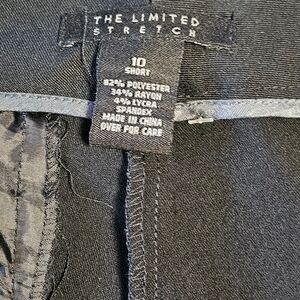 THE LIMITED
STRETCH
10
SHORT
62% POLYESTER
34% RAYON
4% LYCRA
SPANDEX
MADE IN CHINA
OVER FOR CARE